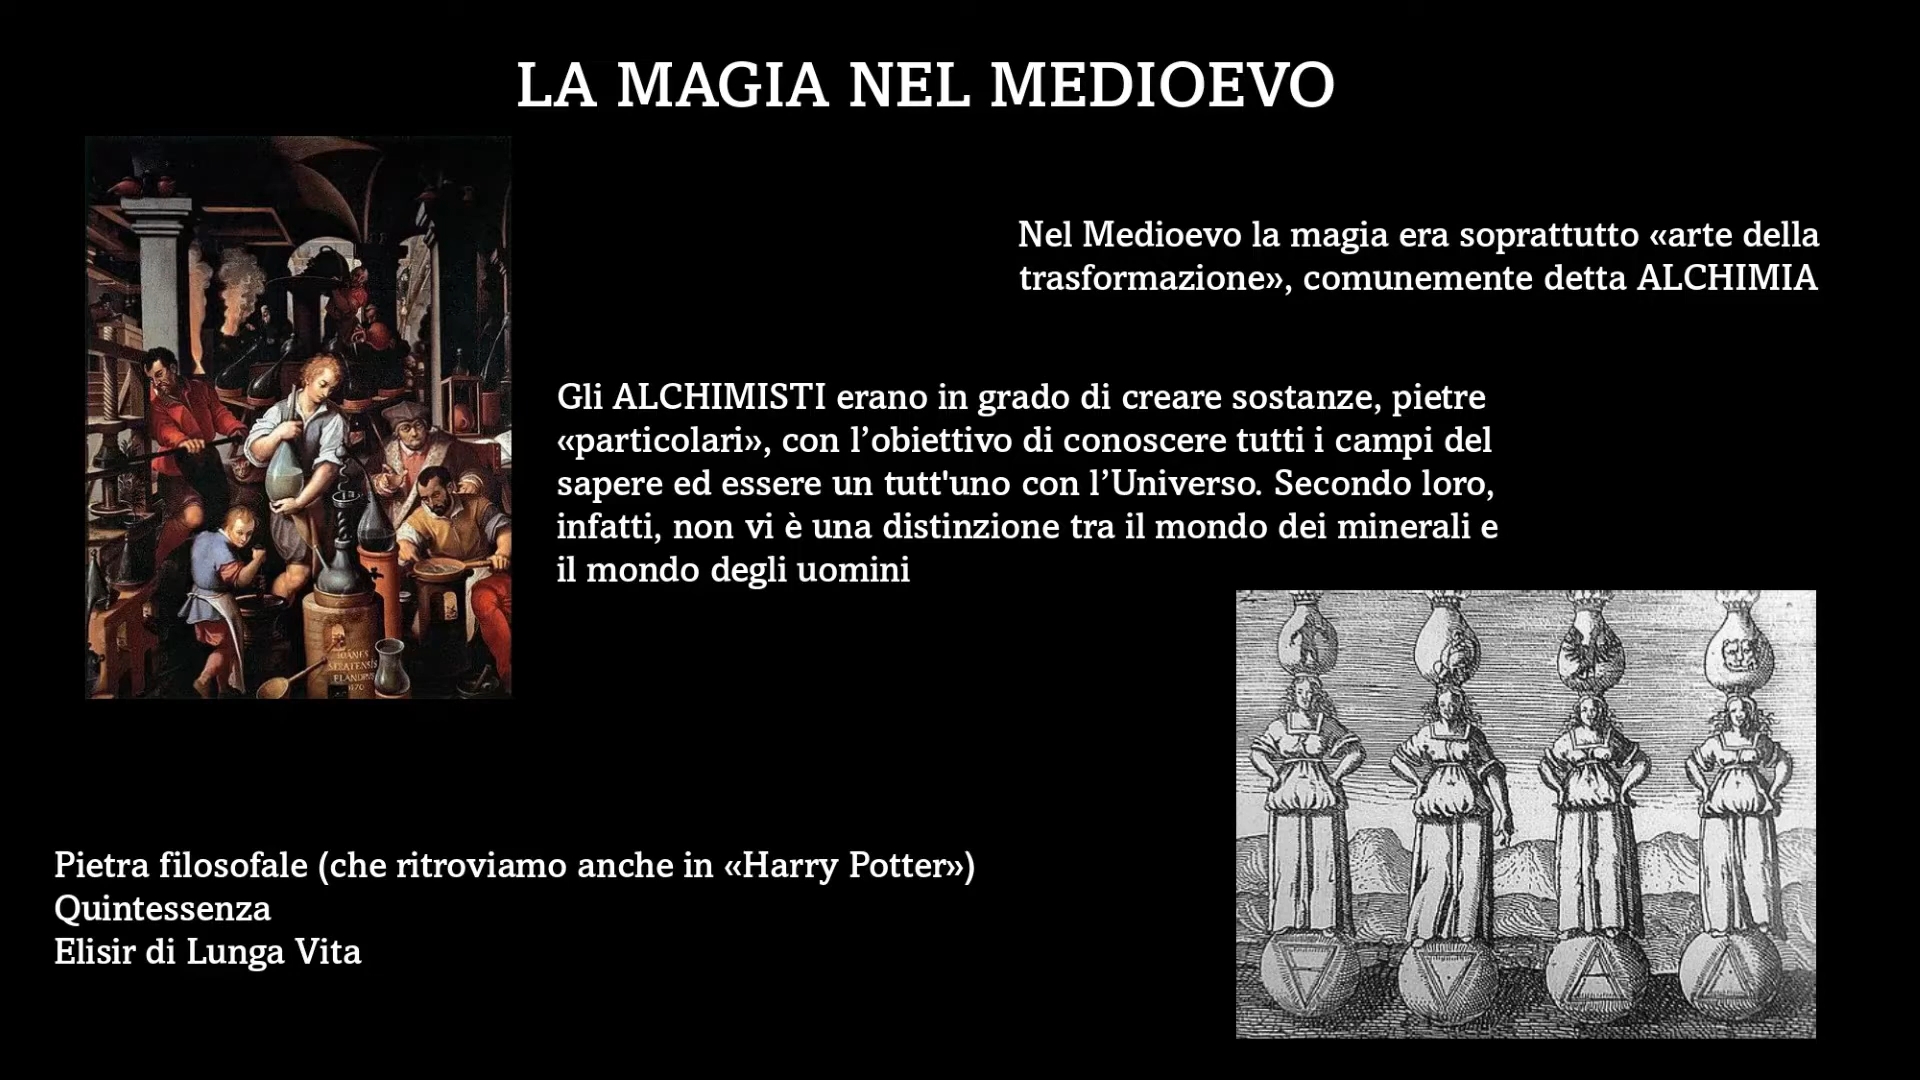 LA MAGIA NEL MEDIOEVO
Nel Medioevo la magia era soprattutto «arte della
trasformazione», comunemente detta ALCHIMIA
Gli ALCHIMISTI erano in grado di creare sostanze, pietre
«particolari», con l’obiettivo di conoscere tutti i campi del
sapere ed essere un tutt'uno con l’Universo. Secondo loro,
infatti, non vi è una distinzione tra il mondo dei minerali e
il mondo degli uomini
Pietra filosofale (che ritroviamo anche in «Harry Potter»)
Quintessenza
Elisir di Lunga Vita